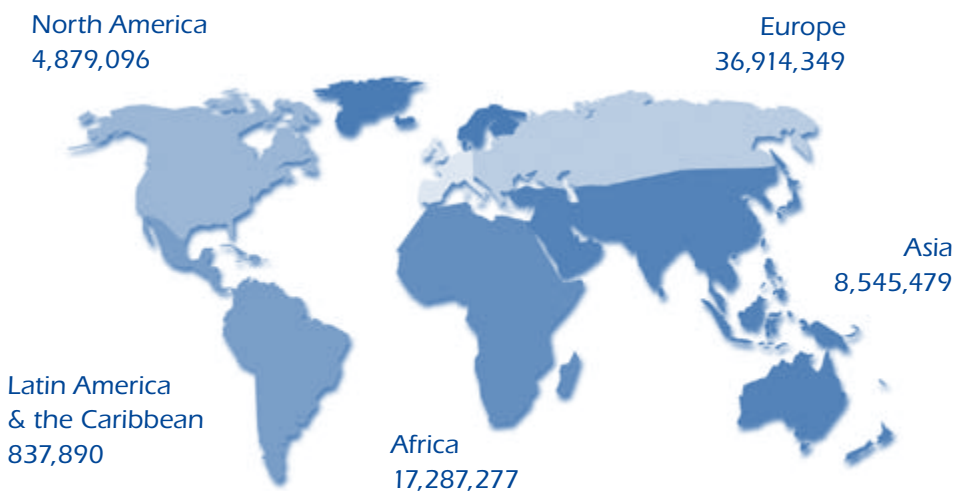 North America
4,879,096
Europe
36,914,349
Asia
8,545,479
Latin America
& the Caribbean
837,890
Africa
17,287,277